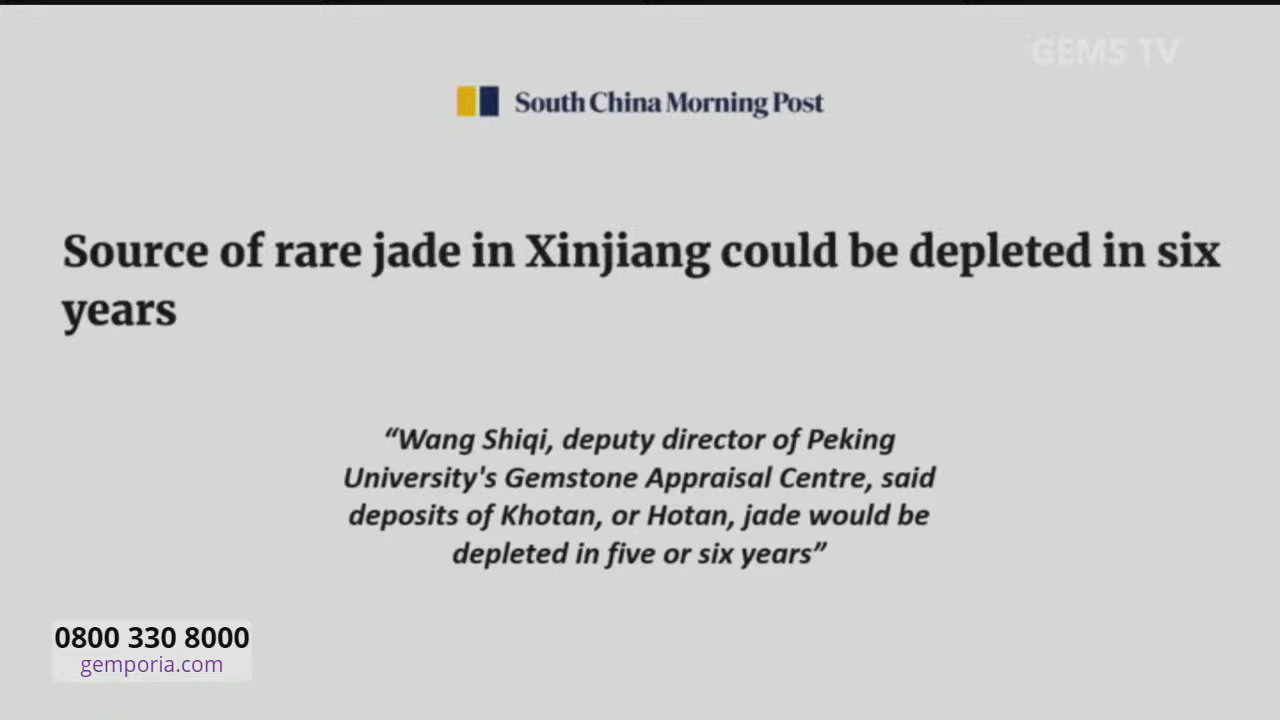 GEMS TV
South China Morning Post
Source of rare jade in Xinjiang could be depleted in six
years
“Wang Shiqi, deputy director of Peking
University's Gemstone Appraisal Centre, said
deposits of Khotan, or Hotan, jade would be
depleted in five or six years”
0800 330 8000
gemporia.com